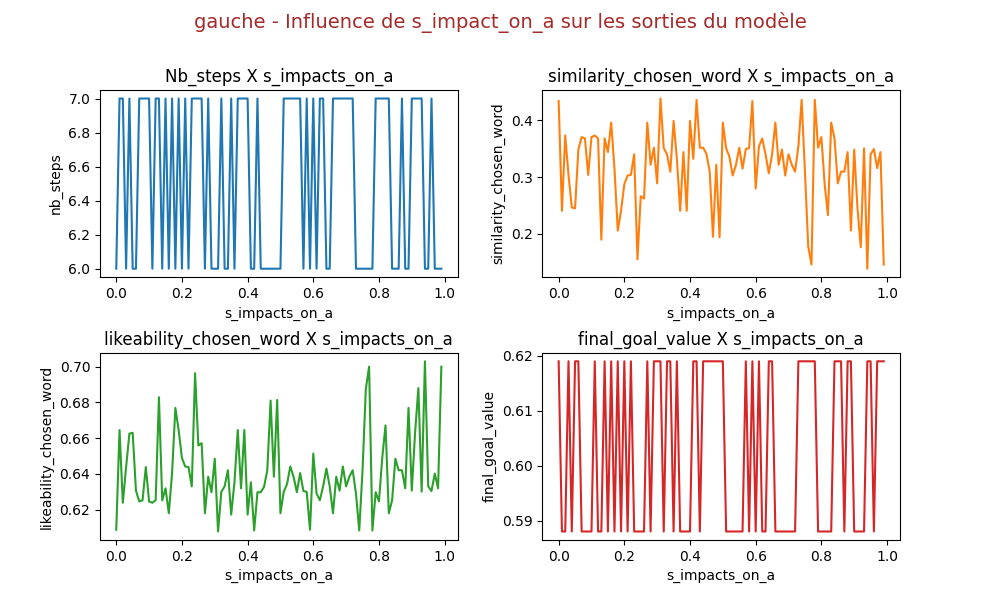 gauche - Influence de s_impact_on_a sur les sorties du modèle
Nb_steps X s_impacts_on_a
nb_steps
7.0
6.8
6.6
6.4
6.2
6.0
0.0 0.2 0.4 0.6 0.8 1.0
s_impacts_on_a
similarity_chosen_word X s_impacts_on_a
similarity_chosen_word
0.4
0.3
0.2
0.0 0.2 0.4 0.6 0.8 1.0
s_impacts_on_a
likeability_chosen_word X s_impacts_on_a
likeability_chosen_word
0.70
0.68
0.66
0.64
0.62
0.0 0.2 0.4 0.6 0.8 1.0
s_impacts_on_a
final_goal_value X s_impacts_on_a
final_goal_value
0.62
0.61
0.60
0.59
0.0 0.2 0.4 0.6 0.8 1.0
s_impacts_on_a